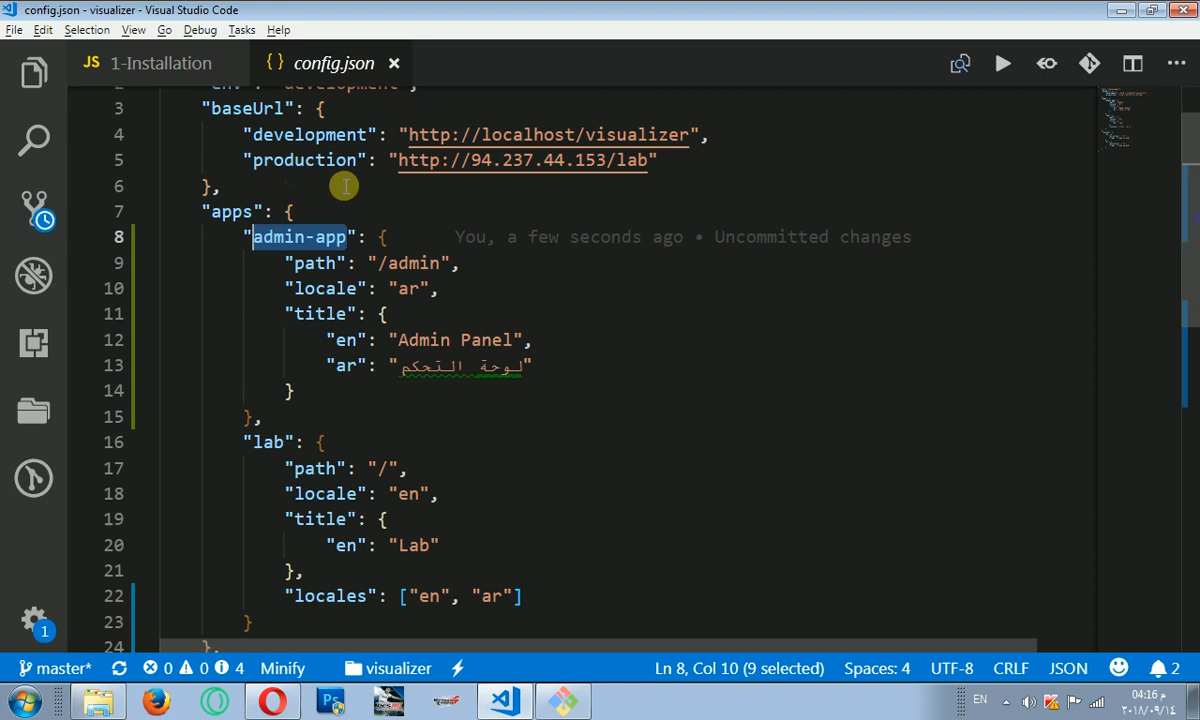 config.json - visualizer - Visual Studio Code
File Edit Selection View Go Debug Tasks Help
JS 1-Installation { } config.json ×
3 "baseUrl": {
4 "development": "http://localhost/visualizer",
5 "production": "http://94.237.44.153/lab"
6 },
7 "apps": {
8 "admin-app": { You, a few seconds ago • Uncommitted changes
9 "path": "/admin",
10 "locale": "ar",
11 "title": {
12 "en": "Admin Panel",
13 "ar": "لوحة التحكم"
14 }
15 },
16 "lab": {
17 "path": "/",
18 "locale": "en",
19 "title": {
20 "en": "Lab"
21 },
22 "locales": ["en", "ar"]
23 }
24 },
1
master* 0 0 4 Minify visualizer Ln 8, Col 10 (9 selected) Spaces: 4 UTF-8 CRLF JSON 2
EN 04:16 م
٢٠١٨/٠٩/١٤